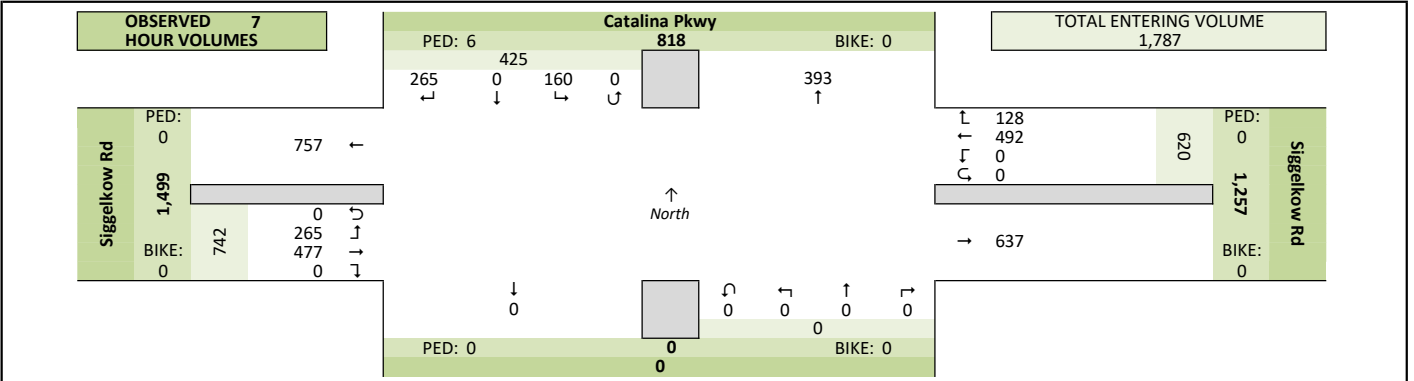 OBSERVED 7
HOUR VOLUMES
Catalina Pkwy
PED: 6 818 BIKE: 0
TOTAL ENTERING VOLUME
1,787
425
265 0 160 0
393
↑
Siggelkow Rd
PED:
0
1,499
BIKE:
0
757 ←
742
0
265
477 →
0
↑
North
128
← 492
0
0
620
→ 637
PED:
0
1,257
BIKE:
0
Siggelkow Rd
↓
0
0 0 0 0
0
PED: 0 0 BIKE: 0
0